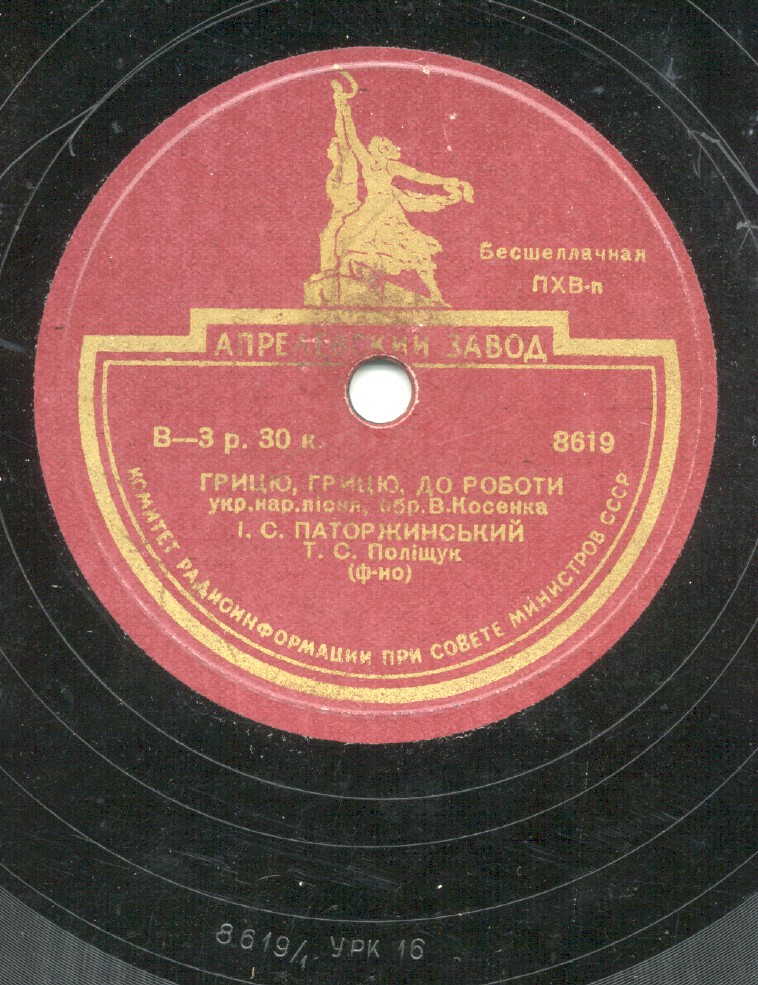 Бесшеллачная
ПХВ-п
АПРЕЛЕВСКИЙ ЗАВОД
В—3 р. 30 к.
8619
ГРИЦЮ, ГРИЦЮ, ДО РОБОТИ
укр.нар.пісня, обр.В.Косенка
І. С. ПАТОРЖИНСЬКИЙ
Т. С. Поліщук
(ф-но)
КОМИТЕТ РАДИОИНФОРМАЦИИ ПРИ СОВЕТЕ МИНИСТРОВ СССР
8619/1 УРК 16